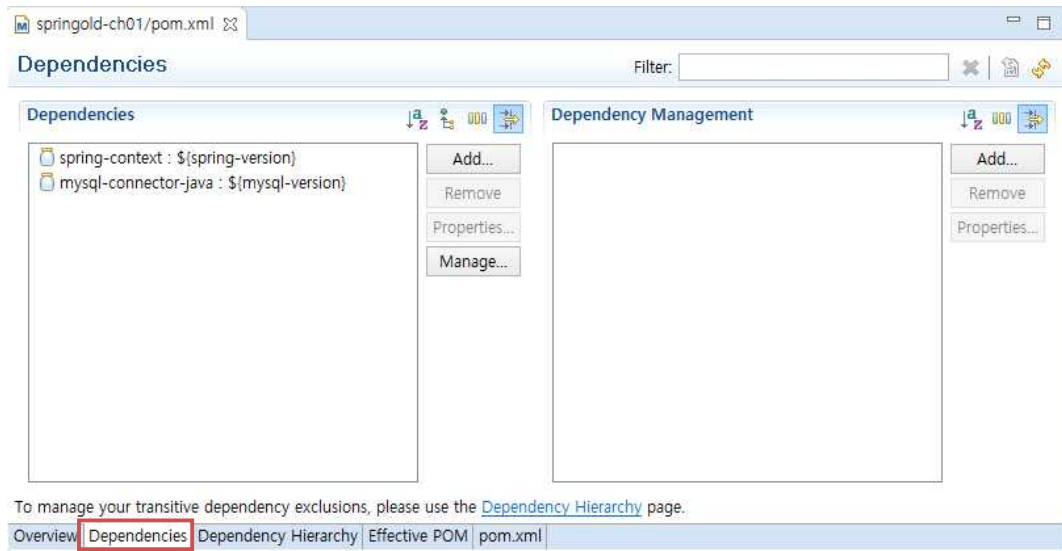 springold-ch01/pom.xml
Dependencies
Filter:
Dependencies
spring-context : ${spring-version}
mysql-connector-java : ${mysql-version}
Add...
Remove
Properties...
Manage...
Dependency Management
Add...
Remove
Properties...
To manage your transitive dependency exclusions, please use the Dependency Hierarchy page.
Overview Dependencies Dependency Hierarchy Effective POM pom.xml